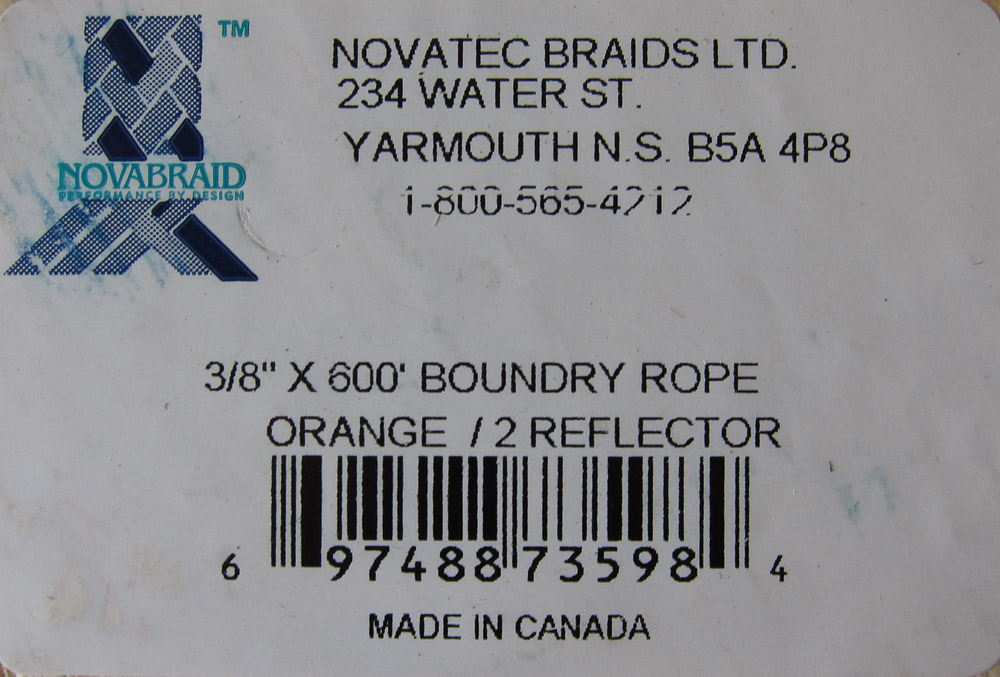 TM
NOVABRAID
PERFORMANCE BY DESIGN
NOVATEC BRAIDS LTD.
234 WATER ST.
YARMOUTH N.S. B5A 4P8
1-800-565-4212
3/8" X 600' BOUNDRY ROPE
ORANGE / 2 REFLECTOR
6 97488 73598 4
MADE IN CANADA